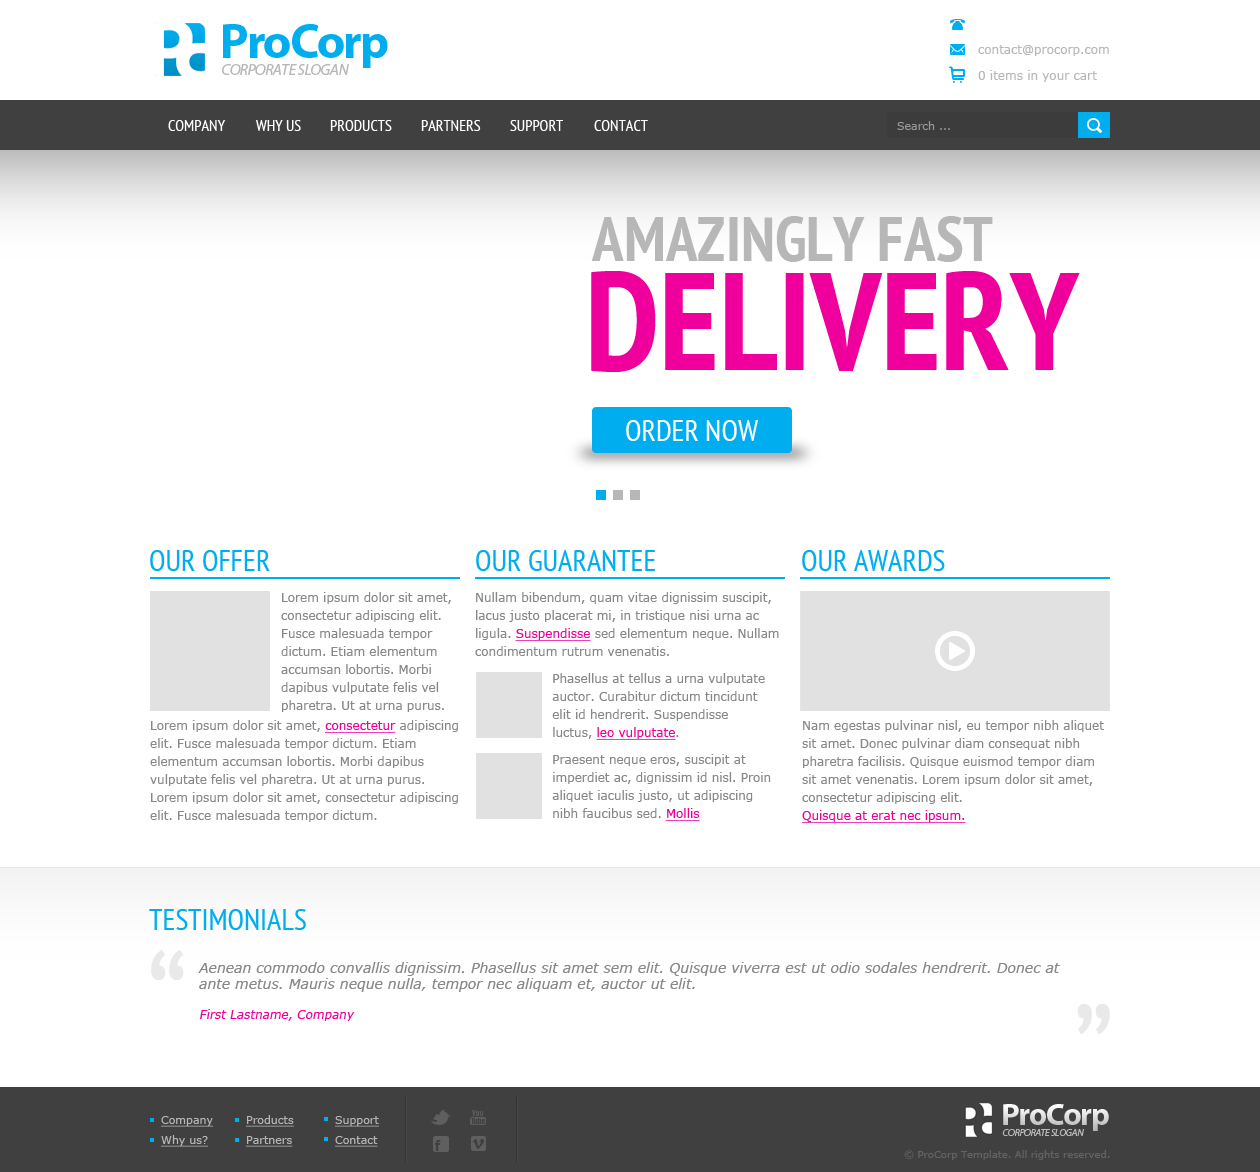 ProCorp
CORPORATE SLOGAN
contact@procorp.com
0 items in your cart
COMPANY WHY US PRODUCTS PARTNERS SUPPORT CONTACT
Search ...
AMAZINGLY FAST
DELIVERY
ORDER NOW
OUR OFFER
Lorem ipsum dolor sit amet,
consectetur adipiscing elit.
Fusce malesuada tempor
dictum. Etiam elementum
accumsan lobortis. Morbi
dapibus vulputate felis vel
pharetra. Ut at urna purus.
Lorem ipsum dolor sit amet, consectetur adipiscing
elit. Fusce malesuada tempor dictum. Etiam
elementum accumsan lobortis. Morbi dapibus
vulputate felis vel pharetra. Ut at urna purus.
Lorem ipsum dolor sit amet, consectetur adipiscing
elit. Fusce malesuada tempor dictum.
OUR GUARANTEE
Nullam bibendum, quam vitae dignissim suscipit,
lacus justo placerat mi, in tristique nisi urna ac
ligula. Suspendisse sed elementum neque. Nullam
condimentum rutrum venenatis.
Phasellus at tellus a urna vulputate
auctor. Curabitur dictum tincidunt
elit id hendrerit. Suspendisse
luctus, leo vulputate.
Praesent neque eros, suscipit at
imperdiet ac, dignissim id nisl. Proin
aliquet iaculis justo, ut adipiscing
nibh faucibus sed. Mollis
OUR AWARDS
Nam egestas pulvinar nisl, eu tempor nibh aliquet
sit amet. Donec pulvinar diam consequat nibh
pharetra facilisis. Quisque euismod tempor diam
sit amet venenatis. Lorem ipsum dolor sit amet,
consectetur adipiscing elit.
Quisque at erat nec ipsum.
TESTIMONIALS
“ Aenean commodo convallis dignissim. Phasellus sit amet sem elit. Quisque viverra est ut odio sodales hendrerit. Donec at
ante metus. Mauris neque nulla, tempor nec aliquam et, auctor ut elit. ”
First Lastname, Company
Company Products Support
Why us? Partners Contact
You Tube
ProCorp
CORPORATE SLOGAN
© ProCorp Template. All rights reserved.